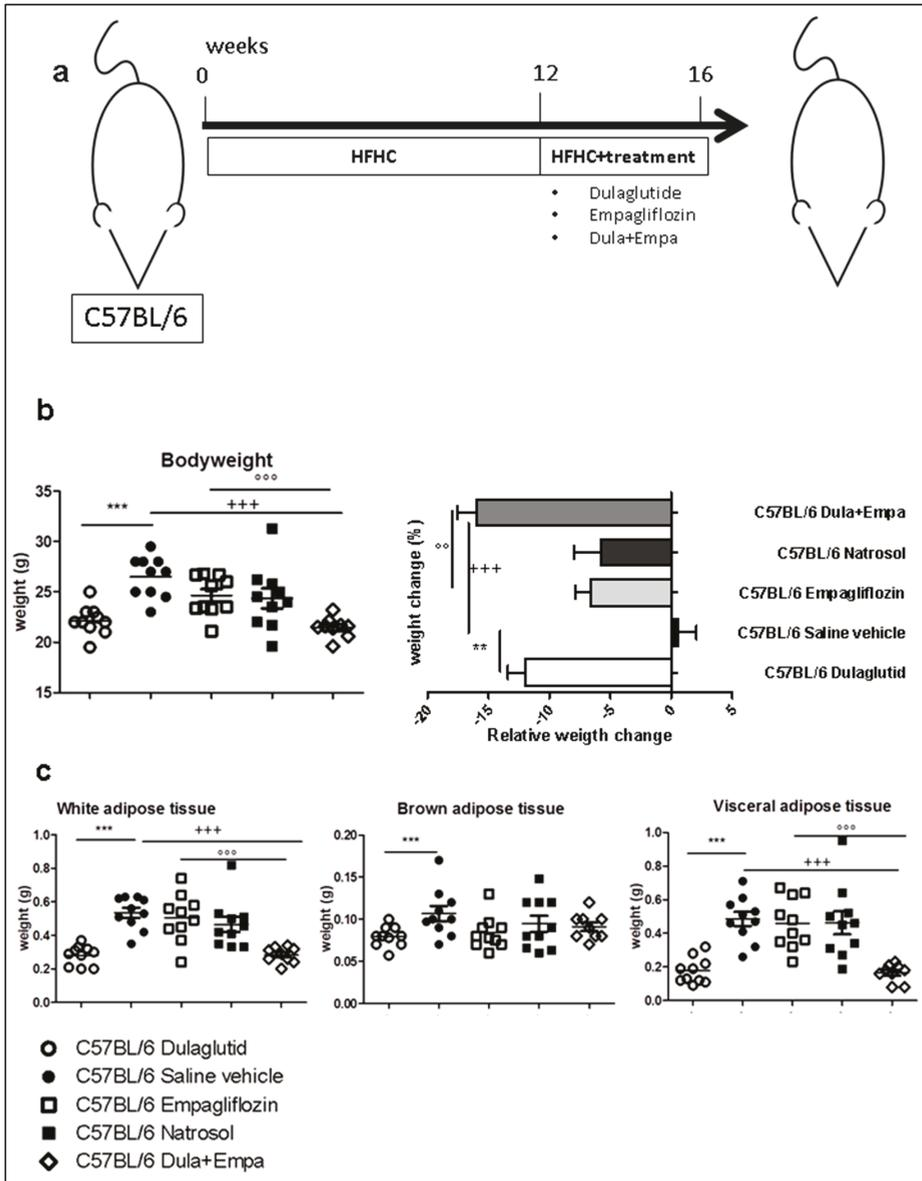 a
weeks
0 12 16
HFHC HFHC+treatment
• Dulaglutide
• Empagliflozin
• Dula+Empa
C57BL/6
b
Bodyweight
weight (g)
35
30
25
20
15
***
+++
°°°
weight change (%)
C57BL/6 Dula+Empa
C57BL/6 Natrosol
C57BL/6 Empagliflozin
C57BL/6 Saline vehicle
C57BL/6 Dulaglutid
°°
+++
**
-20 -15 -10 -5 0 5
Relative weigth change
c
White adipose tissue
weight (g)
1.0
0.8
0.6
0.4
0.2
0.0
***
+++
°°°
Brown adipose tissue
weight (g)
0.20
0.15
0.10
0.05
0.00
***
Visceral adipose tissue
weight (g)
1.0
0.8
0.6
0.4
0.2
0.0
***
°°°
+++
C57BL/6 Dulaglutid
C57BL/6 Saline vehicle
C57BL/6 Empagliflozin
C57BL/6 Natrosol
C57BL/6 Dula+Empa